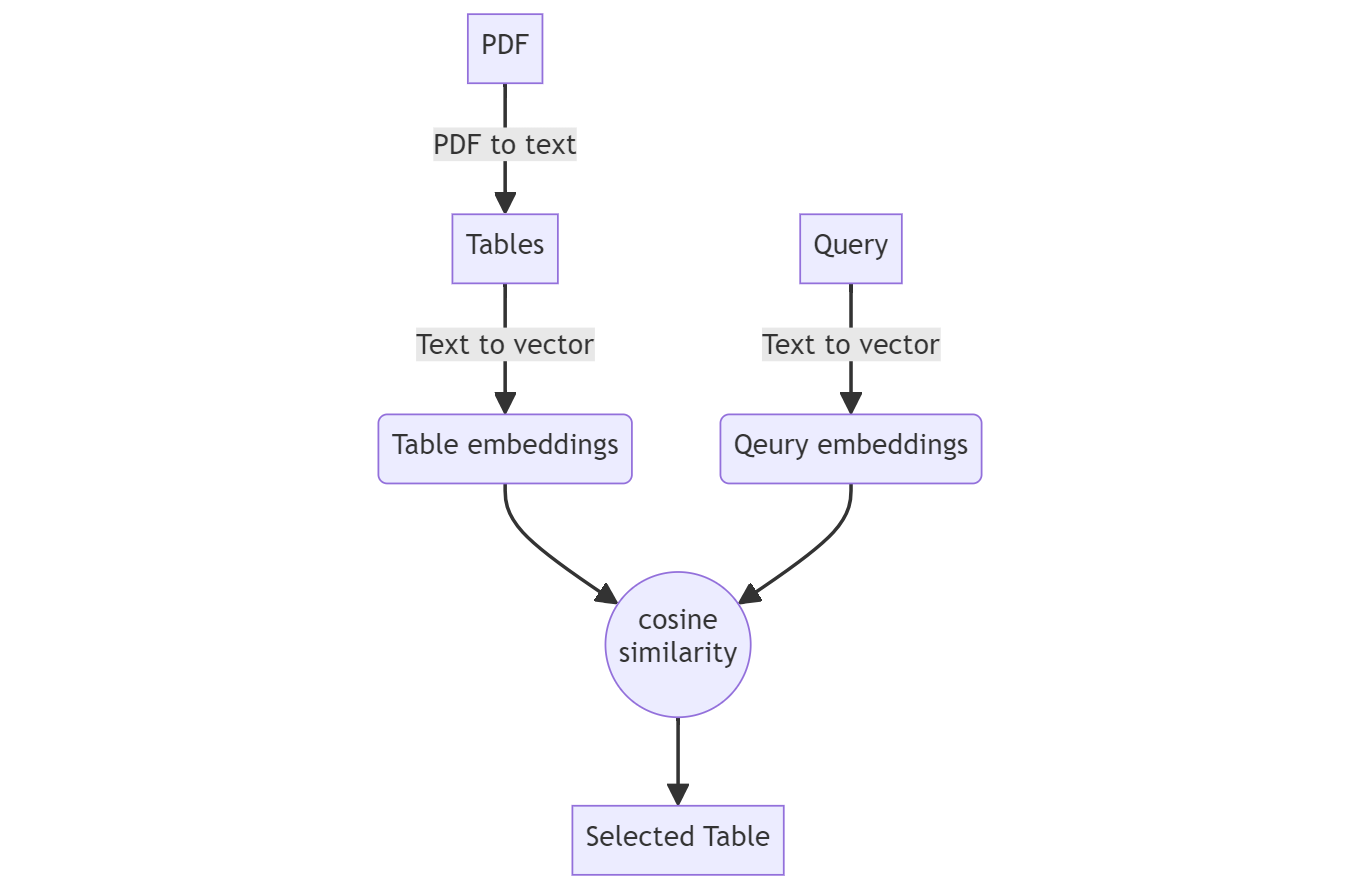 PDF
PDF to text
Tables
Query
Text to vector
Text to vector
Table embeddings
Qeury embeddings
cosine
similarity
Selected Table